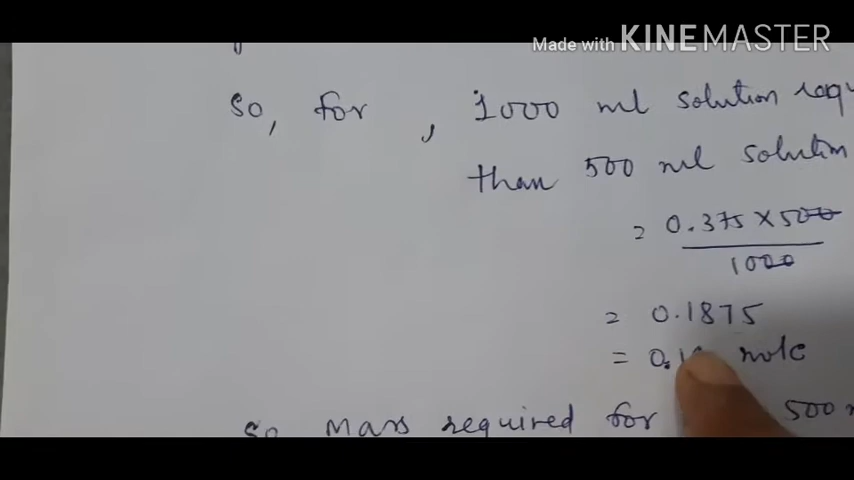 Made with KINEMASTER
So, for, 1000 ml solution
than 500 ml solution
= 0.375 × 500
1000
= 0.1875
= mole
So mass required for 500